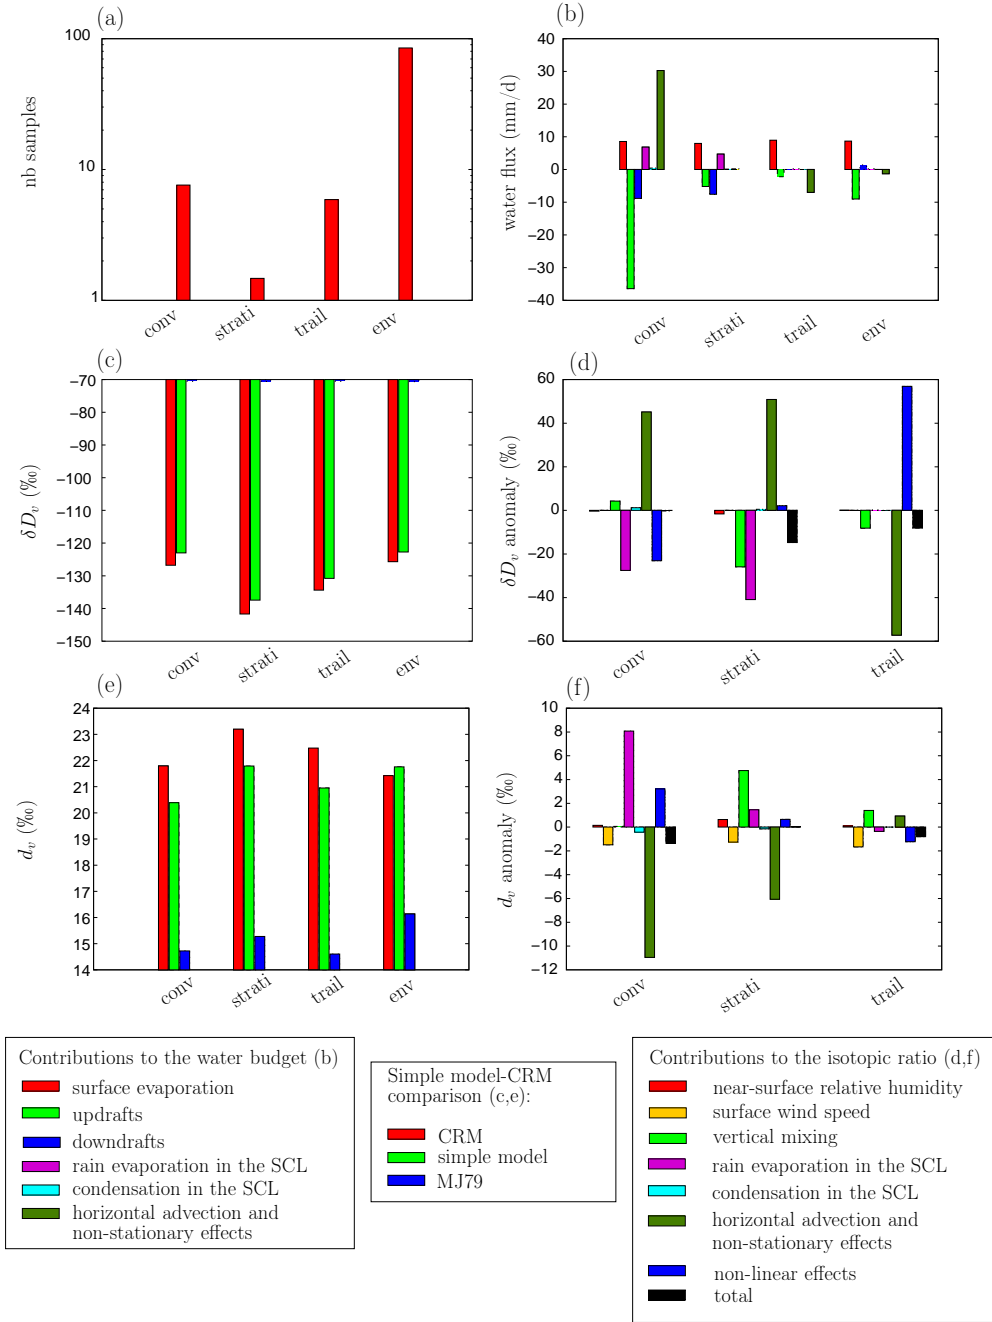 (a)
nb samples
100
10
1
conv
strati
trail
env
(b)
water flux (mm/d)
40
30
20
10
0
−10
−20
−30
−40
conv
strati
trail
env
(c)
δD_v (‰)
−70
−80
−90
−100
−110
−120
−130
−140
−150
conv
strati
trail
env
(d)
δD_v anomaly (‰)
60
40
20
0
−20
−40
−60
conv
strati
trail
(e)
d_v (‰)
24
23
22
21
20
19
18
17
16
15
14
conv
strati
trail
env
(f)
d_v anomaly (‰)
10
8
6
4
2
0
−2
−4
−6
−8
−10
−12
conv
strati
trail
Contributions to the water budget (b)
surface evaporation
updrafts
downdrafts
rain evaporation in the SCL
condensation in the SCL
horizontal advection and
non-stationary effects
Simple model-CRM
comparison (c,e):
CRM
simple model
MJ79
Contributions to the isotopic ratio (d,f)
near-surface relative humidity
surface wind speed
vertical mixing
rain evaporation in the SCL
condensation in the SCL
horizontal advection and
non-stationary effects
non-linear effects
total